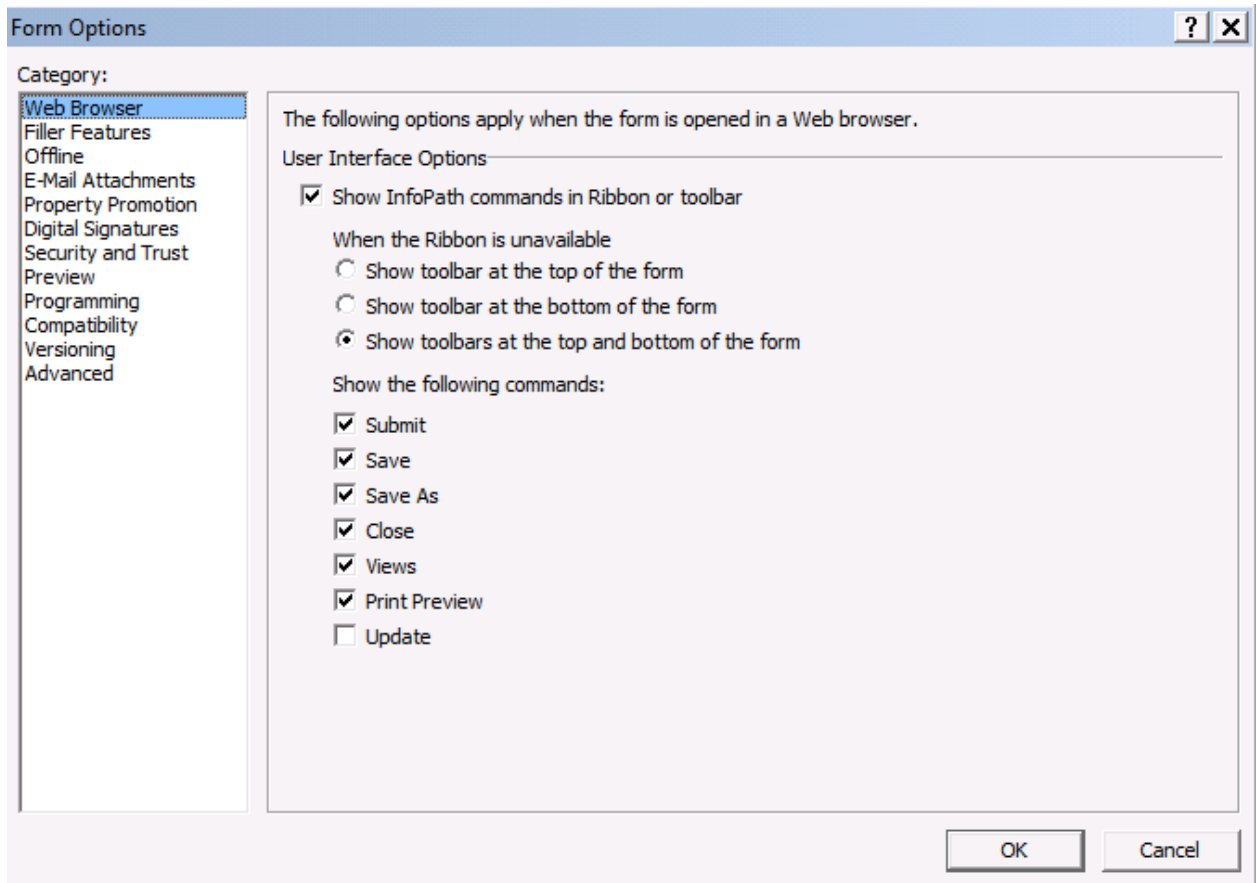 Form Options
?
Category:
Web Browser
Filler Features
Offline
E-Mail Attachments
Property Promotion
Digital Signatures
Security and Trust
Preview
Programming
Compatibility
Versioning
Advanced
The following options apply when the form is opened in a Web browser.
User Interface Options
Show InfoPath commands in Ribbon or toolbar
When the Ribbon is unavailable
Show toolbar at the top of the form
Show toolbar at the bottom of the form
Show toolbars at the top and bottom of the form
Show the following commands:
Submit
Save
Save As
Close
Views
Print Preview
Update
OK
Cancel